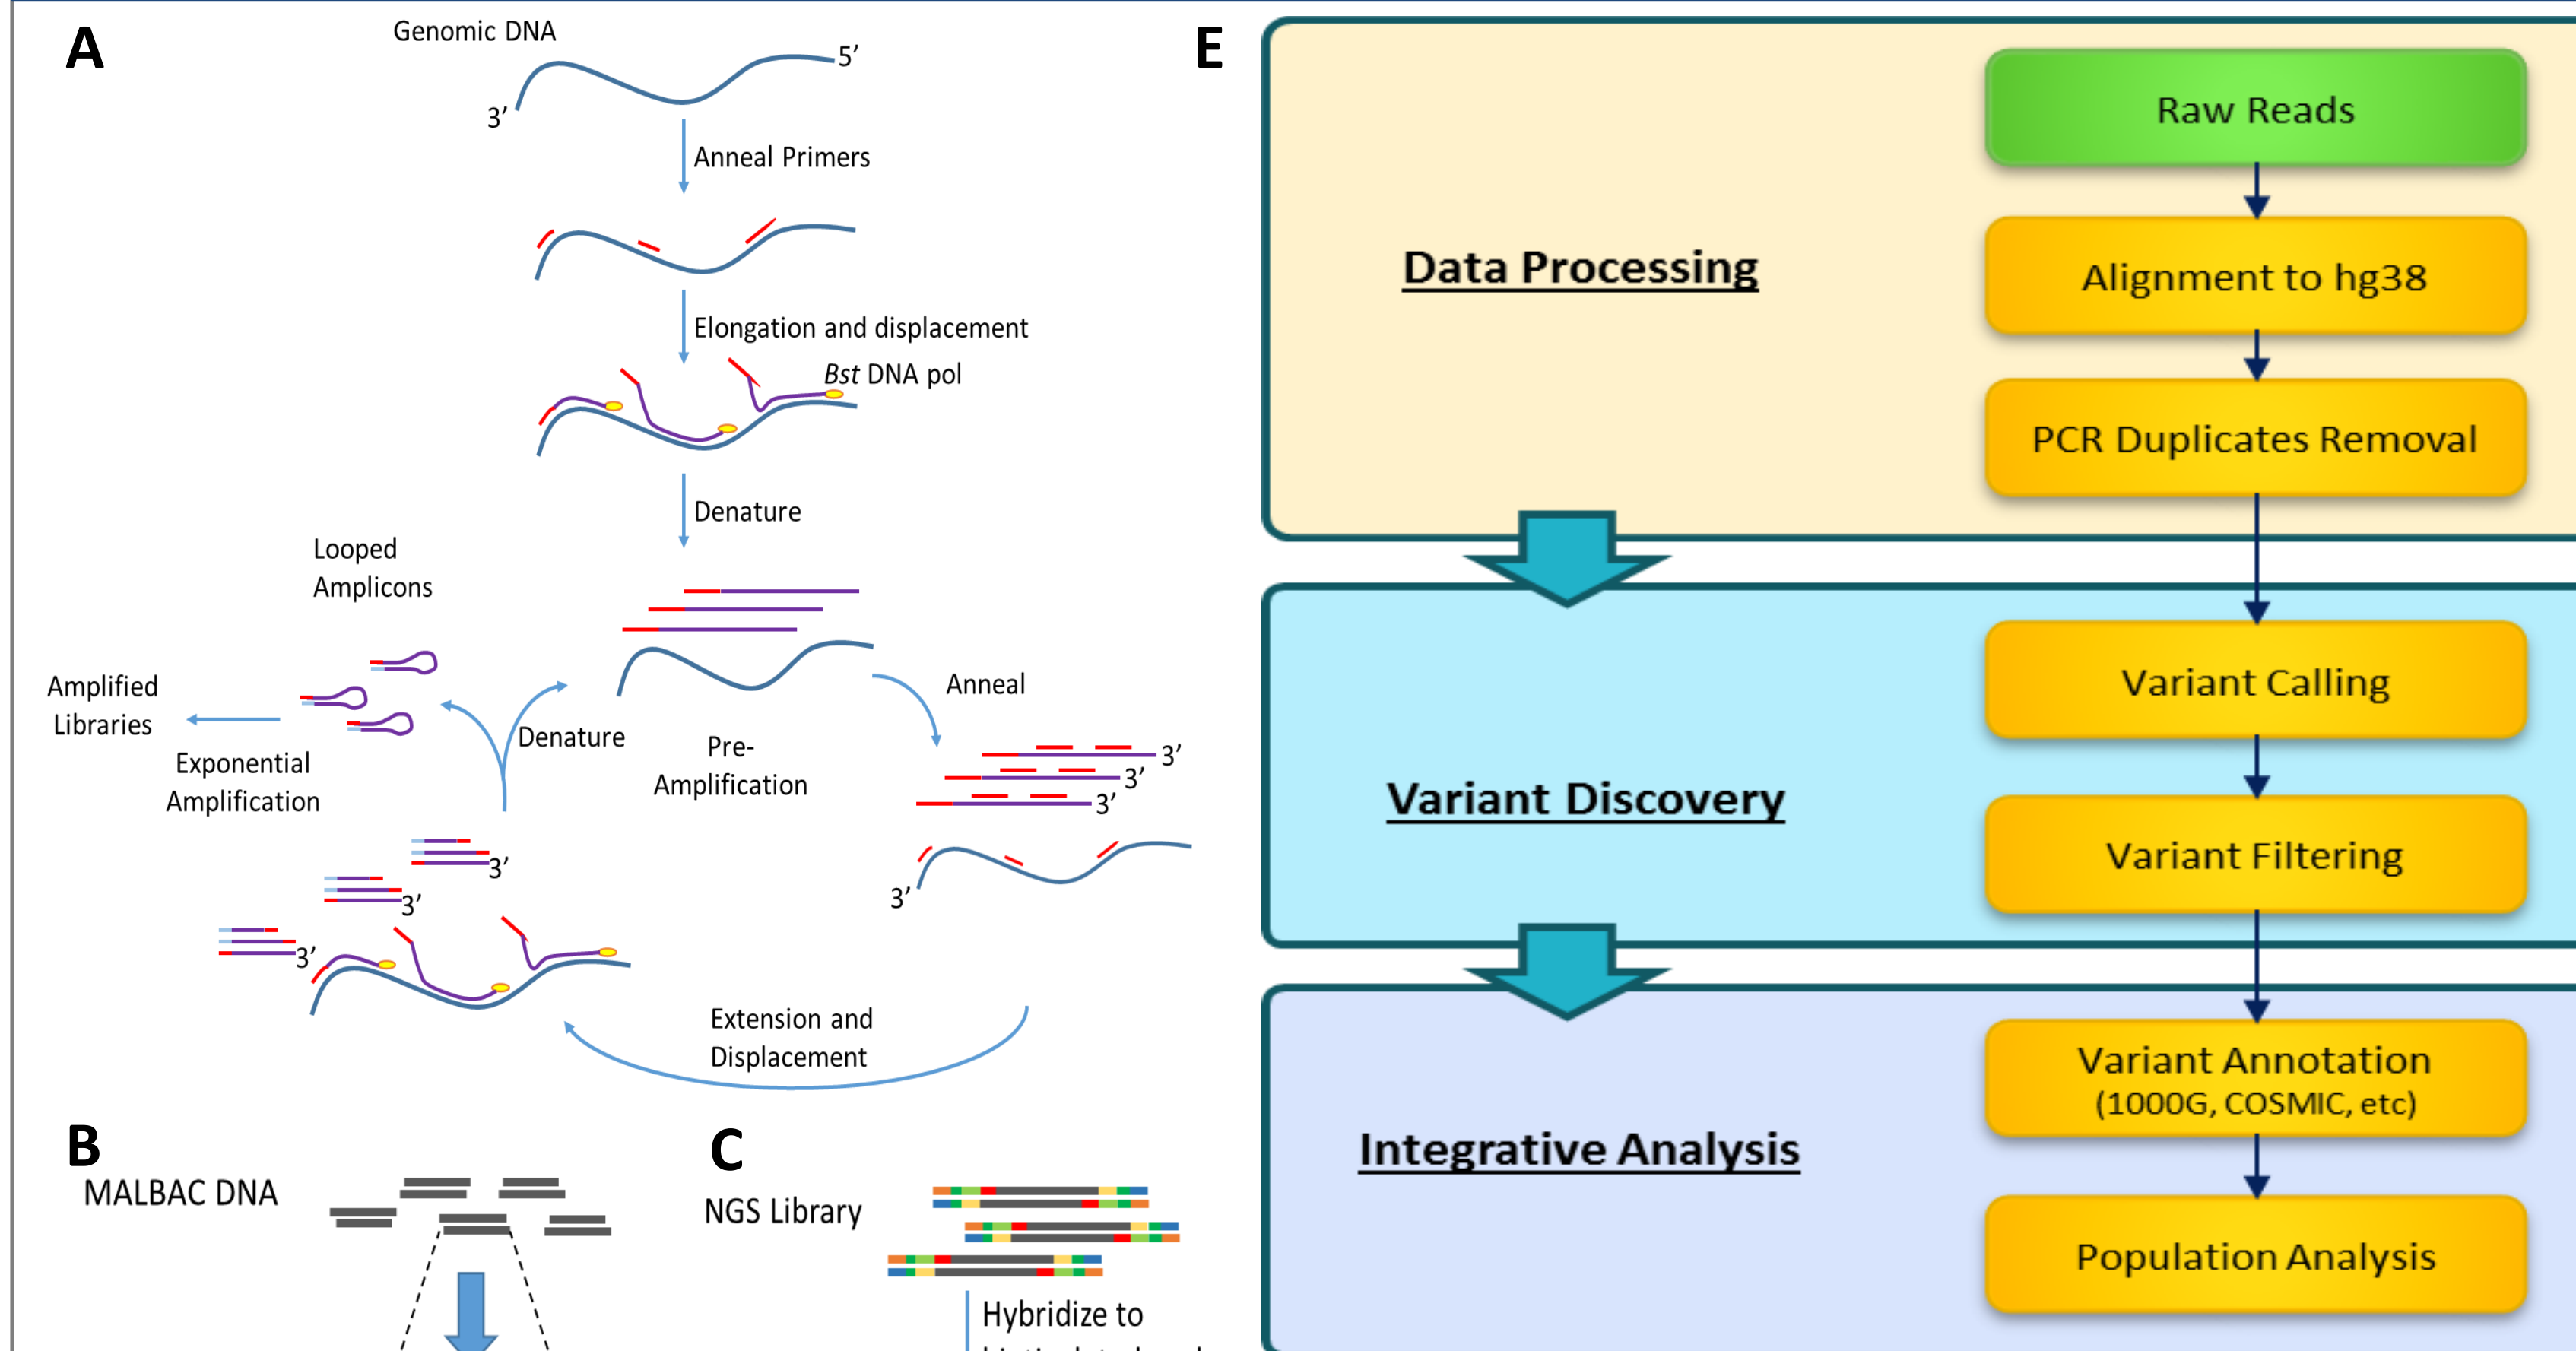 A
Genomic DNA
5’
3’
Anneal Primers
Elongation and displacement
Bst DNA pol
Denature
Looped
Amplicons
Amplified
Libraries
Exponential
Amplification
Denature
Pre-
Amplification
Anneal
3’
3’
3’
3’
3’
3’
3’
Extension and
Displacement
B
MALBAC DNA
C
NGS Library
Hybridize to
E
Data Processing
Raw Reads
Alignment to hg38
PCR Duplicates Removal
Variant Discovery
Variant Calling
Variant Filtering
Integrative Analysis
Variant Annotation
(1000G, COSMIC, etc)
Population Analysis